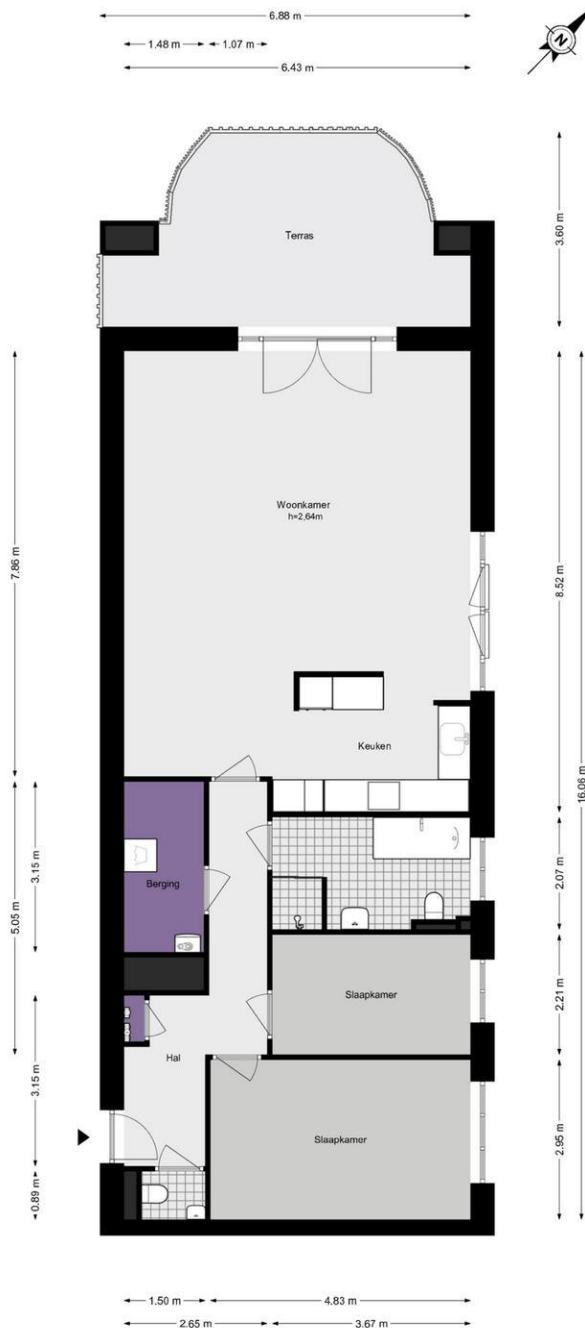 6.88 m
1.48 m
1.07 m
6.43 m
N
Terras
3.60 m
Woonkamer
h=2,64m
7.86 m
8.52 m
16.06 m
Keuken
Berging
3.15 m
5.05 m
2.07 m
Slaapkamer
2.21 m
Hal
3.15 m
Slaapkamer
2.95 m
0.89 m
1.50 m
4.83 m
2.65 m
3.67 m